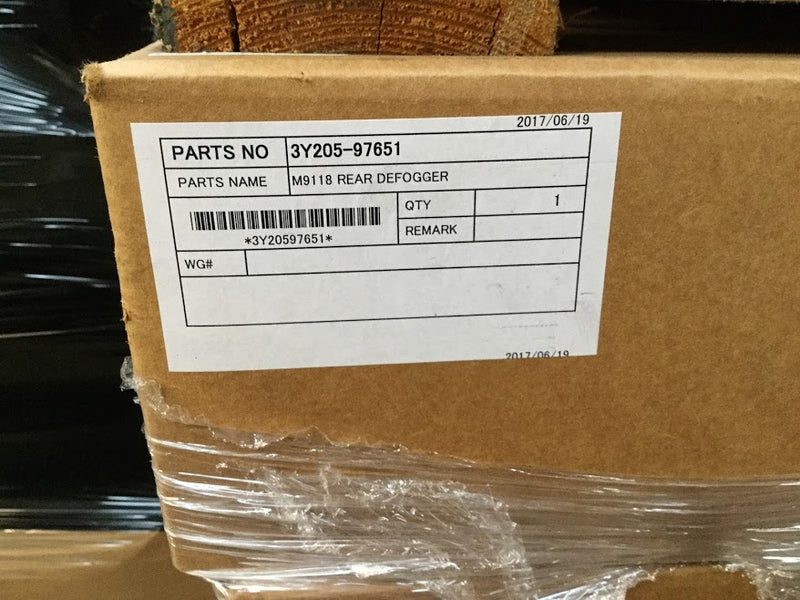 2017/06/19
PARTS NO 3Y205-97651
PARTS NAME M9118 REAR DEFOGGER
QTY 1
*3Y20597651*
REMARK
WG#
2017/06/19